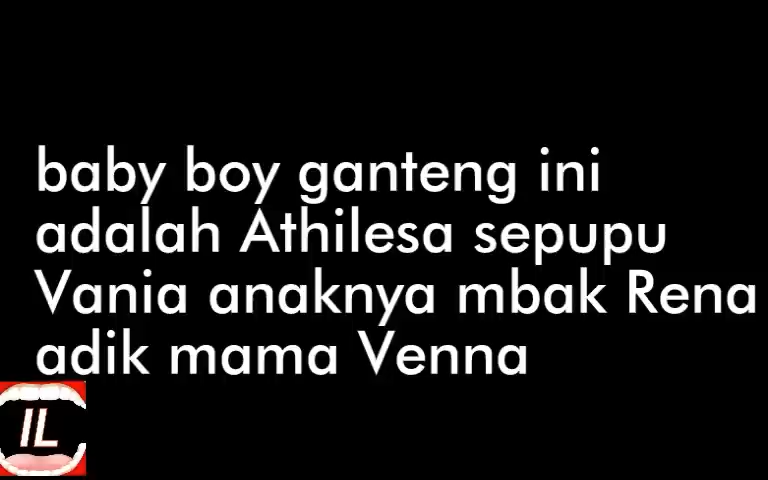 baby boy ganteng ini
adalah Athilesa sepupu
Vania anaknya mbak Rena
adik mama Venna
IL